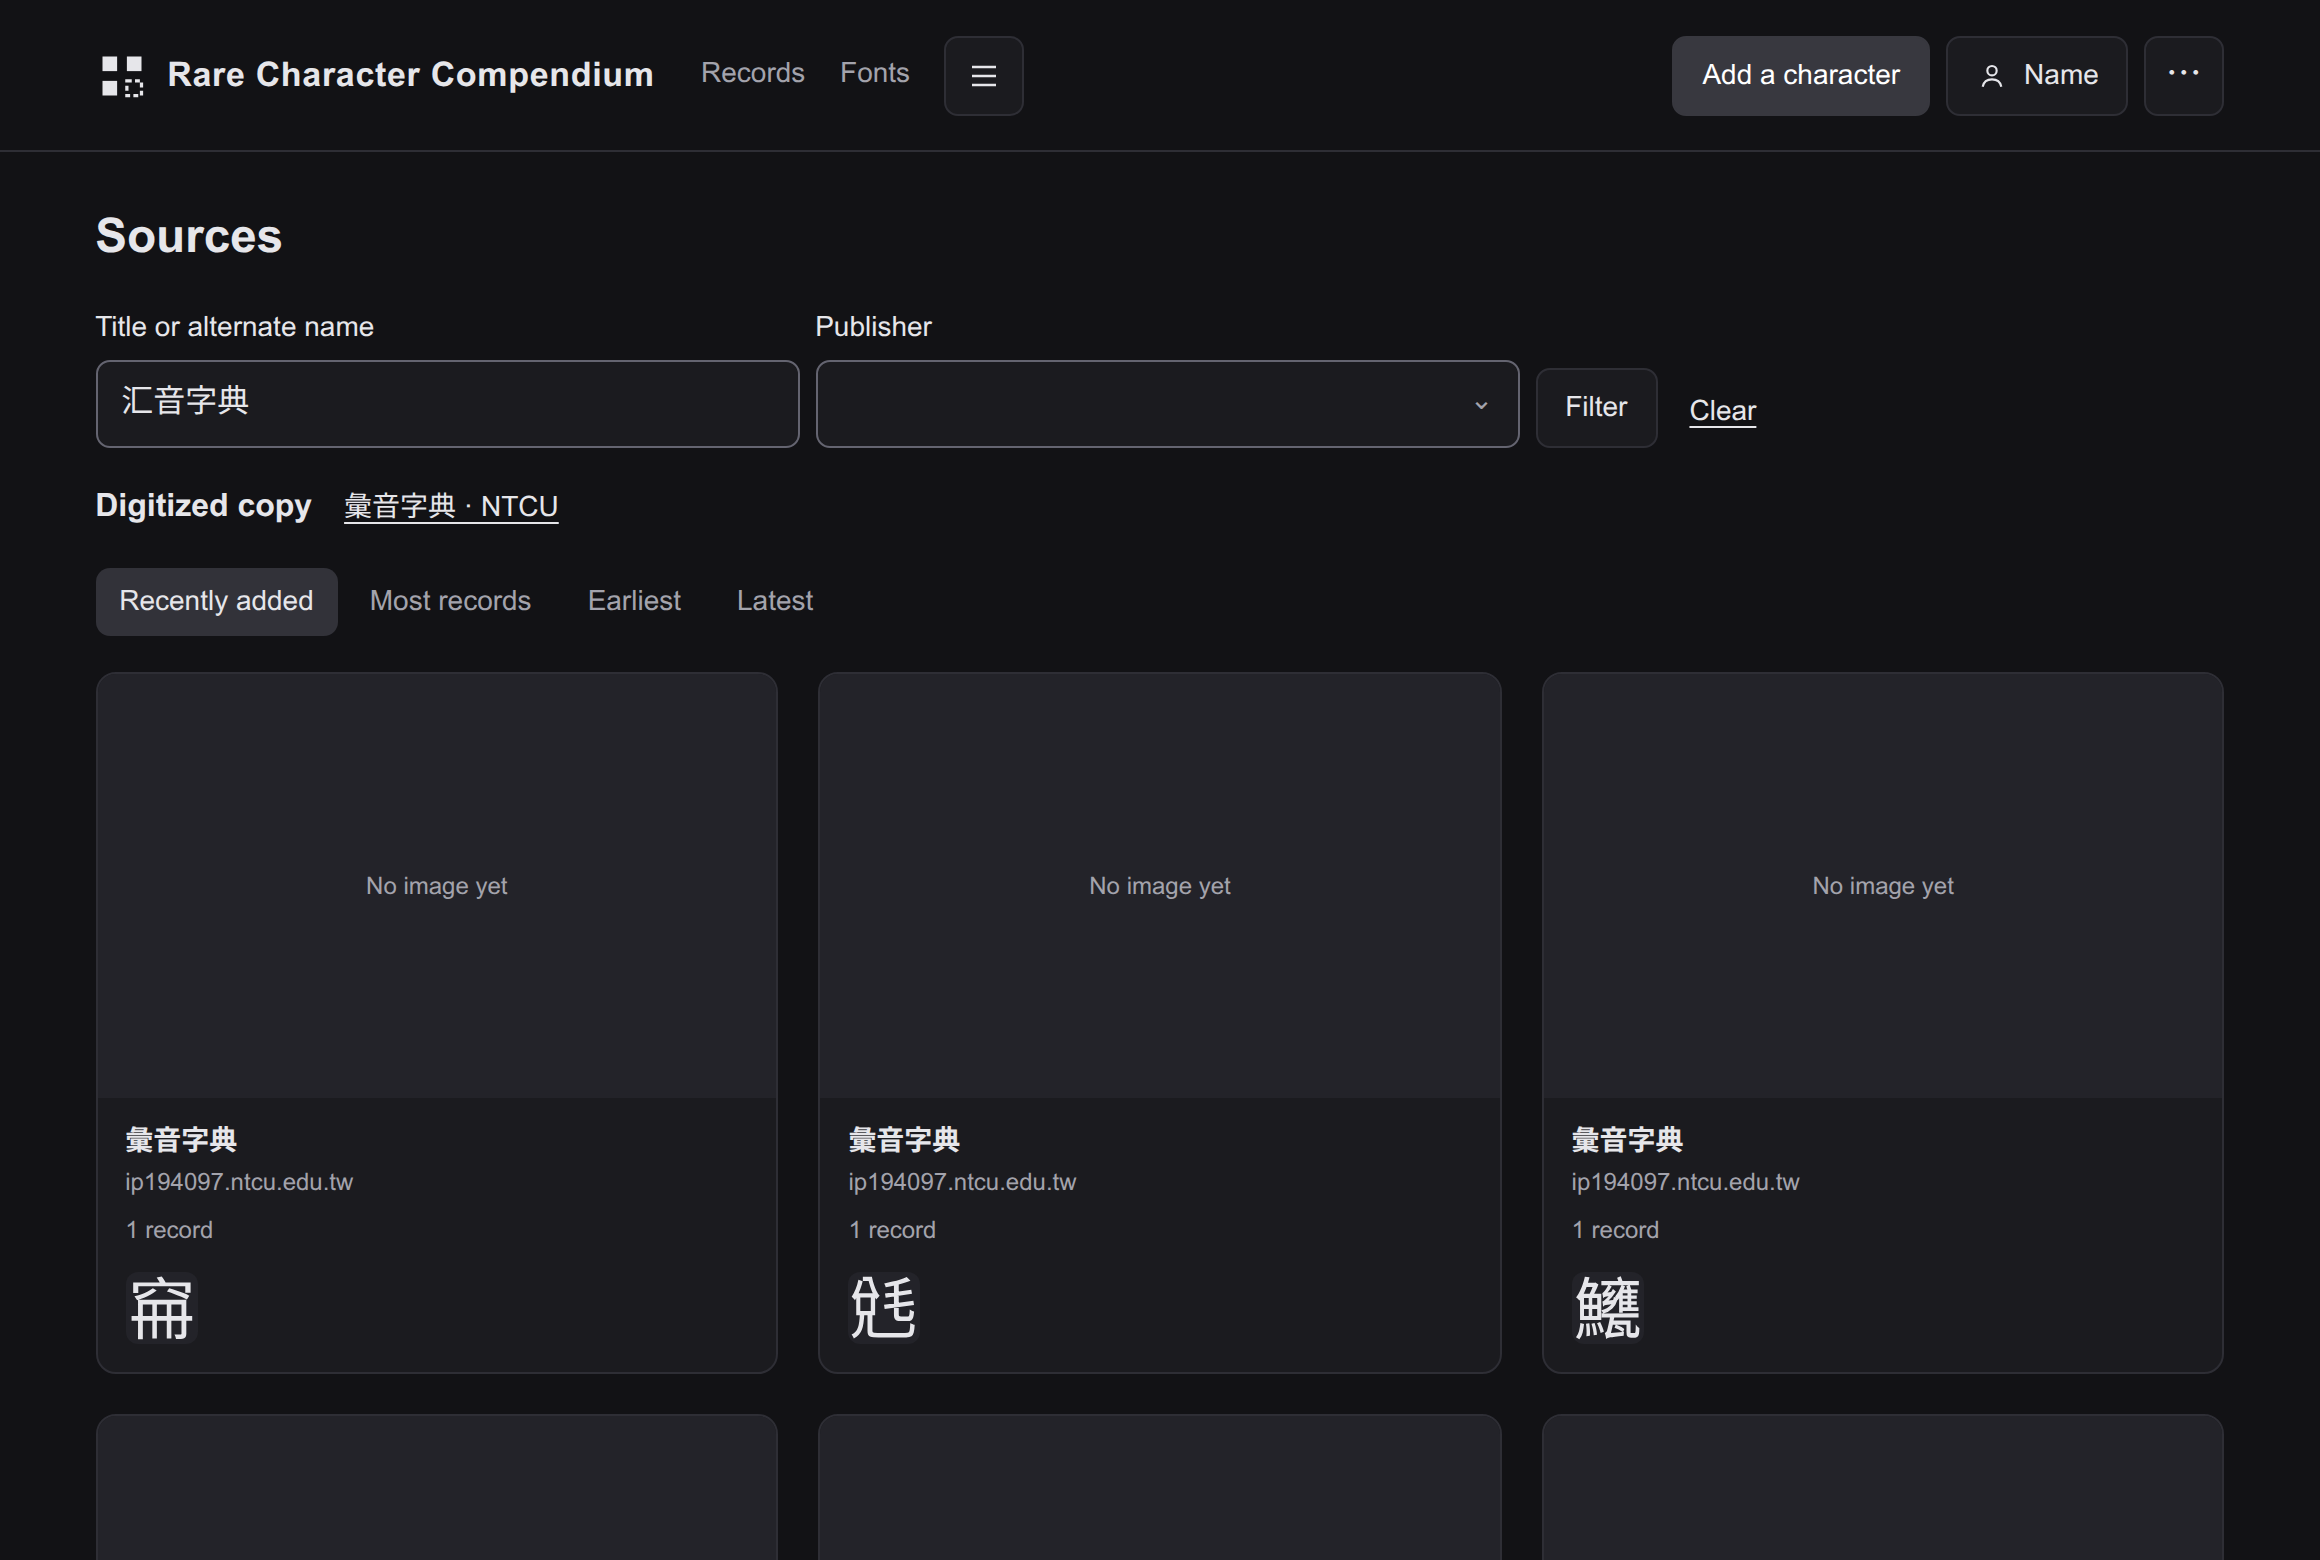 Rare Character Compendium
Records
Fonts
Add a character
Name
Sources
Title or alternate name
Publisher
汇音字典
Filter
Clear
Digitized copy
彙音字典 · NTCU
Recently added
Most records
Earliest
Latest
No image yet
No image yet
No image yet
彙音字典
ip194097.ntcu.edu.tw
1 record
彙音字典
ip194097.ntcu.edu.tw
1 record
彙音字典
ip194097.ntcu.edu.tw
1 record